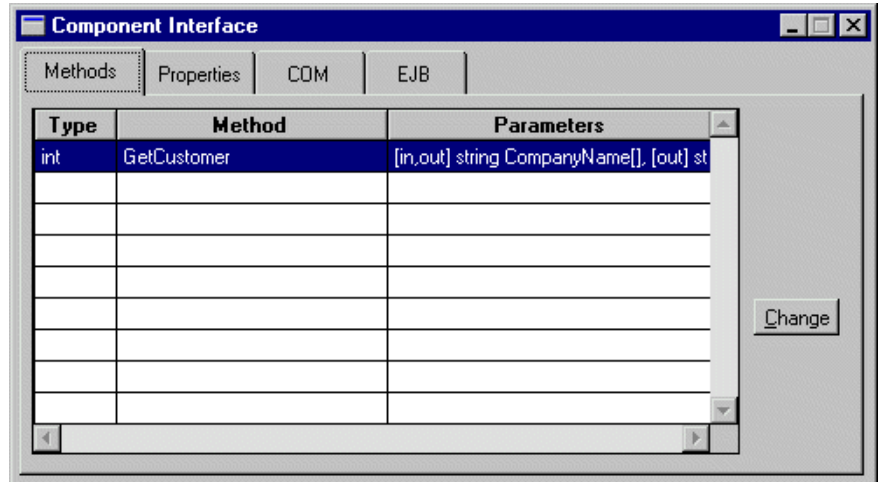 Component Interface
Methods Properties COM EJB
Type Method Parameters
int GetCustomer [in,out] string CompanyName[], [out] st
Change